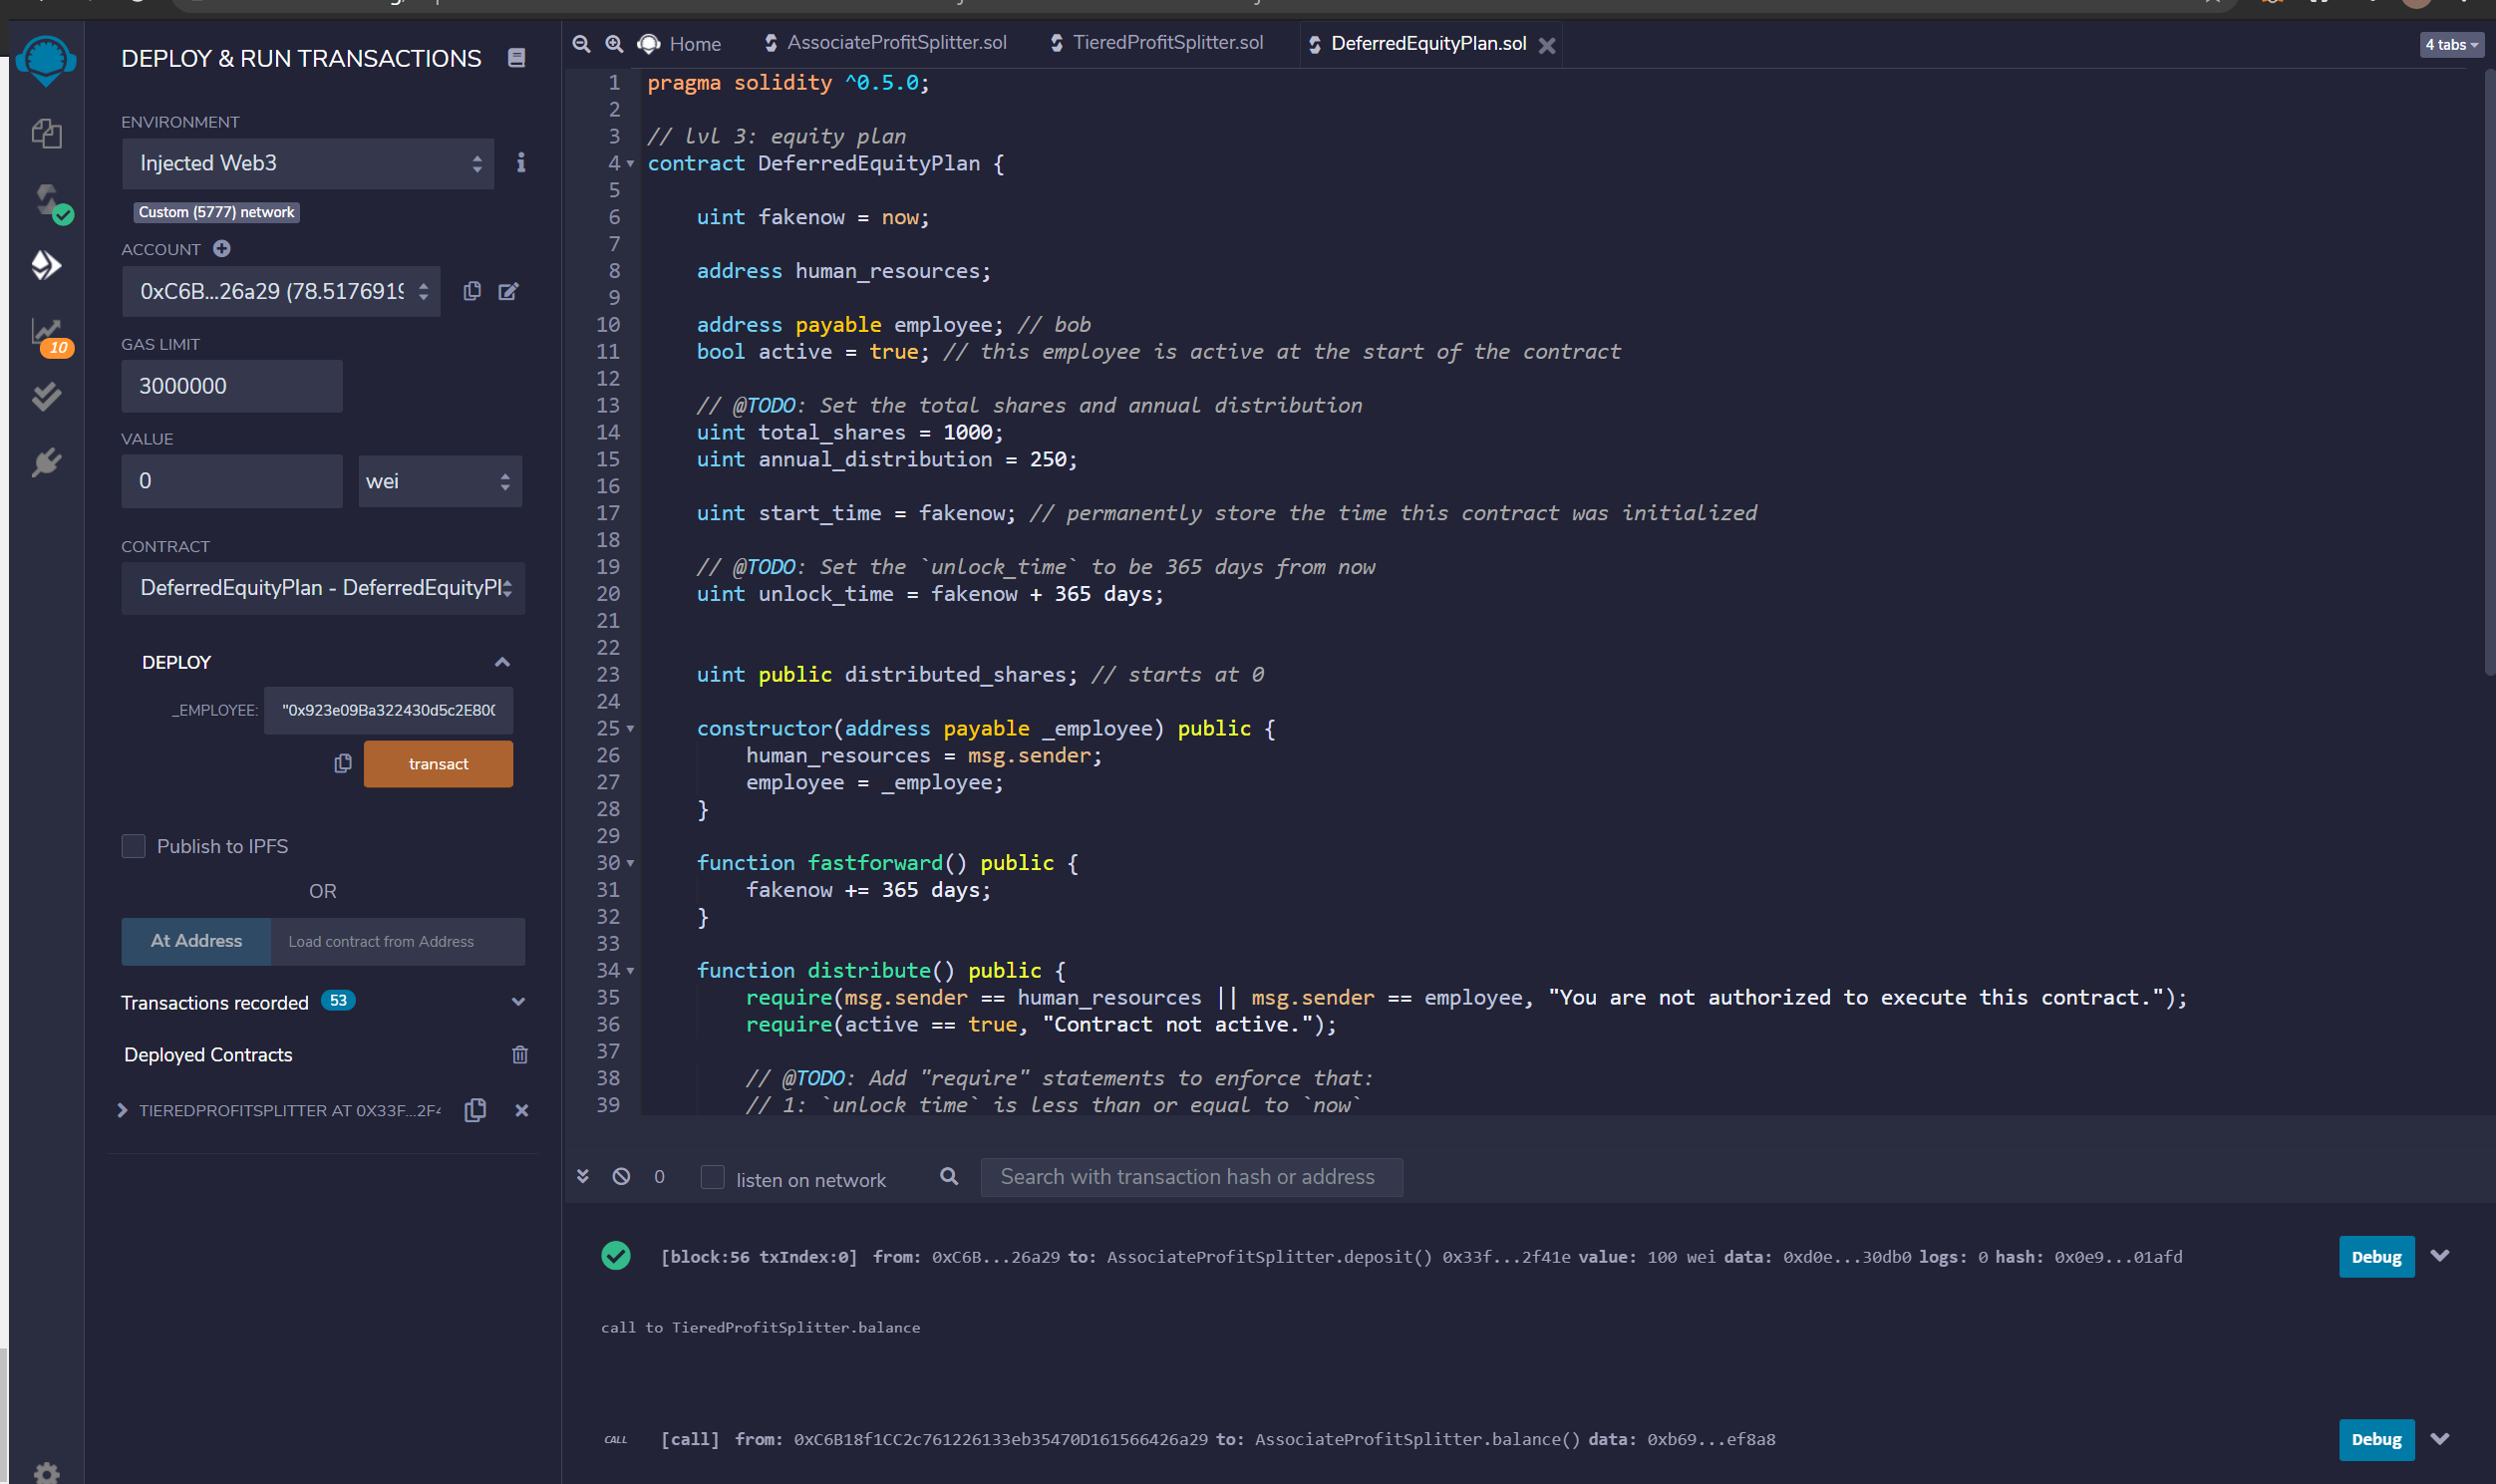 DEPLOY & RUN TRANSACTIONS
ENVIRONMENT
Injected Web3
i
Custom (5777) network
ACCOUNT
0xC6B...26a29 (78.5176919
GAS LIMIT
3000000
VALUE
0
wei
CONTRACT
DeferredEquityPlan - DeferredEquityPl
DEPLOY
_EMPLOYEE:
"0x923e09Ba322430d5c2E80
transact
Publish to IPFS
OR
At Address
Load contract from Address
Transactions recorded 53
Deployed Contracts
TIEREDPROFITSPLITTER AT 0X33F...2F4
10
Home
AssociateProfitSplitter.sol
TieredProfitSplitter.sol
DeferredEquityPlan.sol
4 tabs
1 pragma solidity ^0.5.0;
2
3 // lvl 3: equity plan
4 contract DeferredEquityPlan {
5
6 uint fakenow = now;
7
8 address human_resources;
9
10 address payable employee; // bob
11 bool active = true; // this employee is active at the start of the contract
12
13 // @TODO: Set the total shares and annual distribution
14 uint total_shares = 1000;
15 uint annual_distribution = 250;
16
17 uint start_time = fakenow; // permanently store the time this contract was initialized
18
19 // @TODO: Set the `unlock_time` to be 365 days from now
20 uint unlock_time = fakenow + 365 days;
21
22
23 uint public distributed_shares; // starts at 0
24
25 constructor(address payable _employee) public {
26 human_resources = msg.sender;
27 employee = _employee;
28 }
29
30 function fastforward() public {
31 fakenow += 365 days;
32 }
33
34 function distribute() public {
35 require(msg.sender == human_resources || msg.sender == employee, "You are not authorized to execute this contract.");
36 require(active == true, "Contract not active.");
37
38 // @TODO: Add "require" statements to enforce that:
39 // 1: `unlock_time` is less than or equal to `now`
0
listen on network
Search with transaction hash or address
[block:56 txIndex:0] from: 0xC6B...26a29 to: AssociateProfitSplitter.deposit() 0x33f...2f41e value: 100 wei data: 0xd0e...30db0 logs: 0 hash: 0x0e9...01afd
Debug
call to TieredProfitSplitter.balance
CALL
[call] from: 0xC6B18f1CC2c761226133eb35470D161566426a29 to: AssociateProfitSplitter.balance() data: 0xb69...ef8a8
Debug